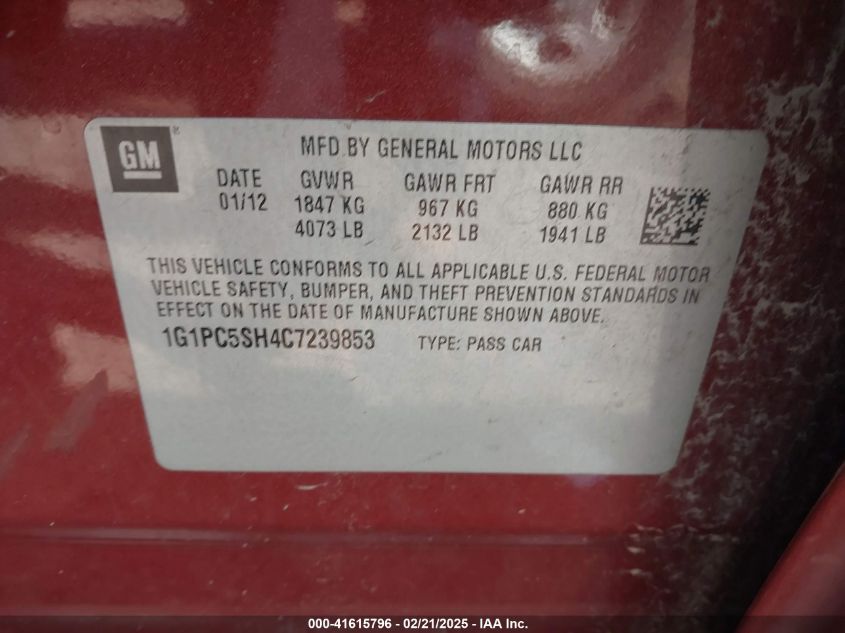 GM®
MFD BY GENERAL MOTORS LLC
DATE GVWR GAWR FRT GAWR RR
01/12 1847 KG 967 KG 880 KG
4073 LB 2132 LB 1941 LB
THIS VEHICLE CONFORMS TO ALL APPLICABLE U.S. FEDERAL MOTOR
VEHICLE SAFETY, BUMPER, AND THEFT PREVENTION STANDARDS IN
EFFECT ON THE DATE OF MANUFACTURE SHOWN ABOVE.
1G1PC5SH4C7239853 TYPE: PASS CAR
000-41615796 - 02/21/2025 - IAA Inc.